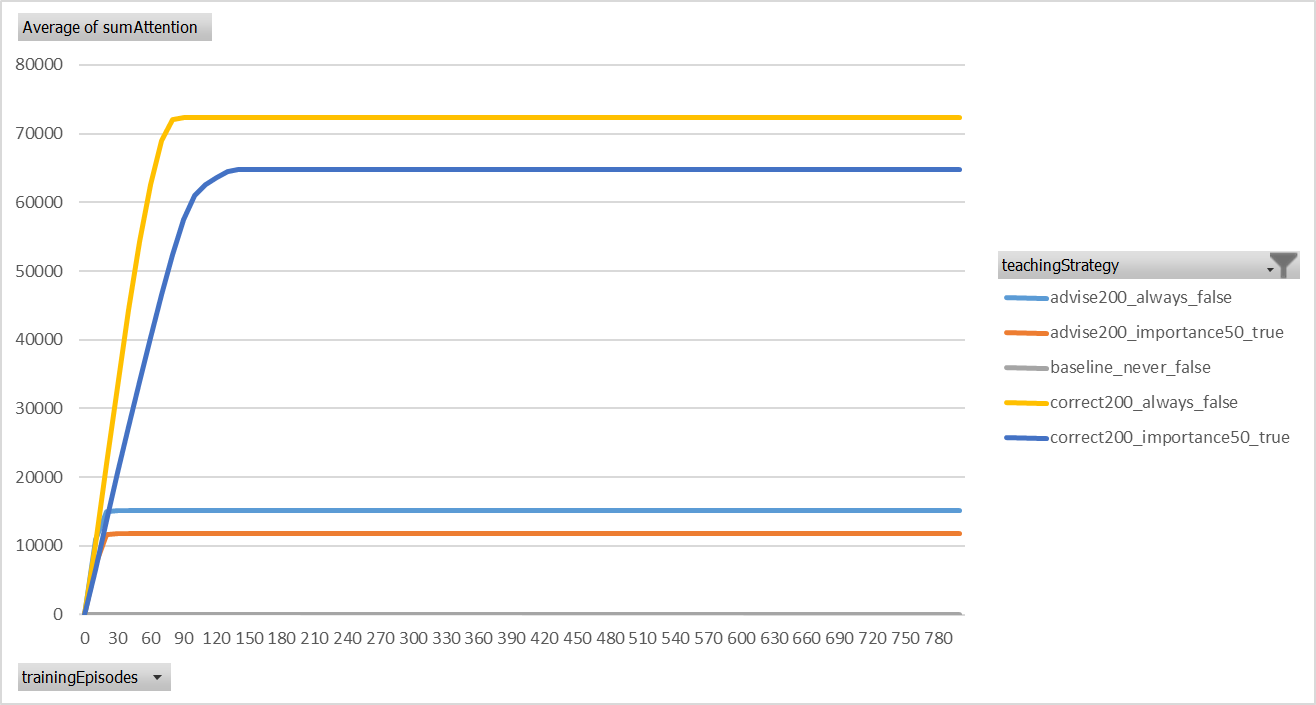 Average of sumAttention
80000
70000
60000
50000
40000
30000
20000
10000
0
0 30 60 90 120 150 180 210 240 270 300 330 360 390 420 450 480 510 540 570 600 630 660 690 720 750 780
trainingEpisodes
teachingStrategy
advise200_always_false
advise200_importance50_true
baseline_never_false
correct200_always_false
correct200_importance50_true